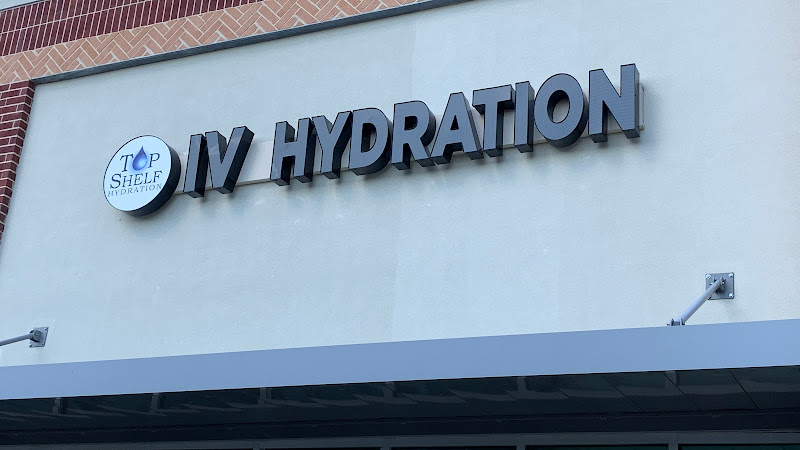 TOP
SHELF
HYDRATION
IV HYDRATION